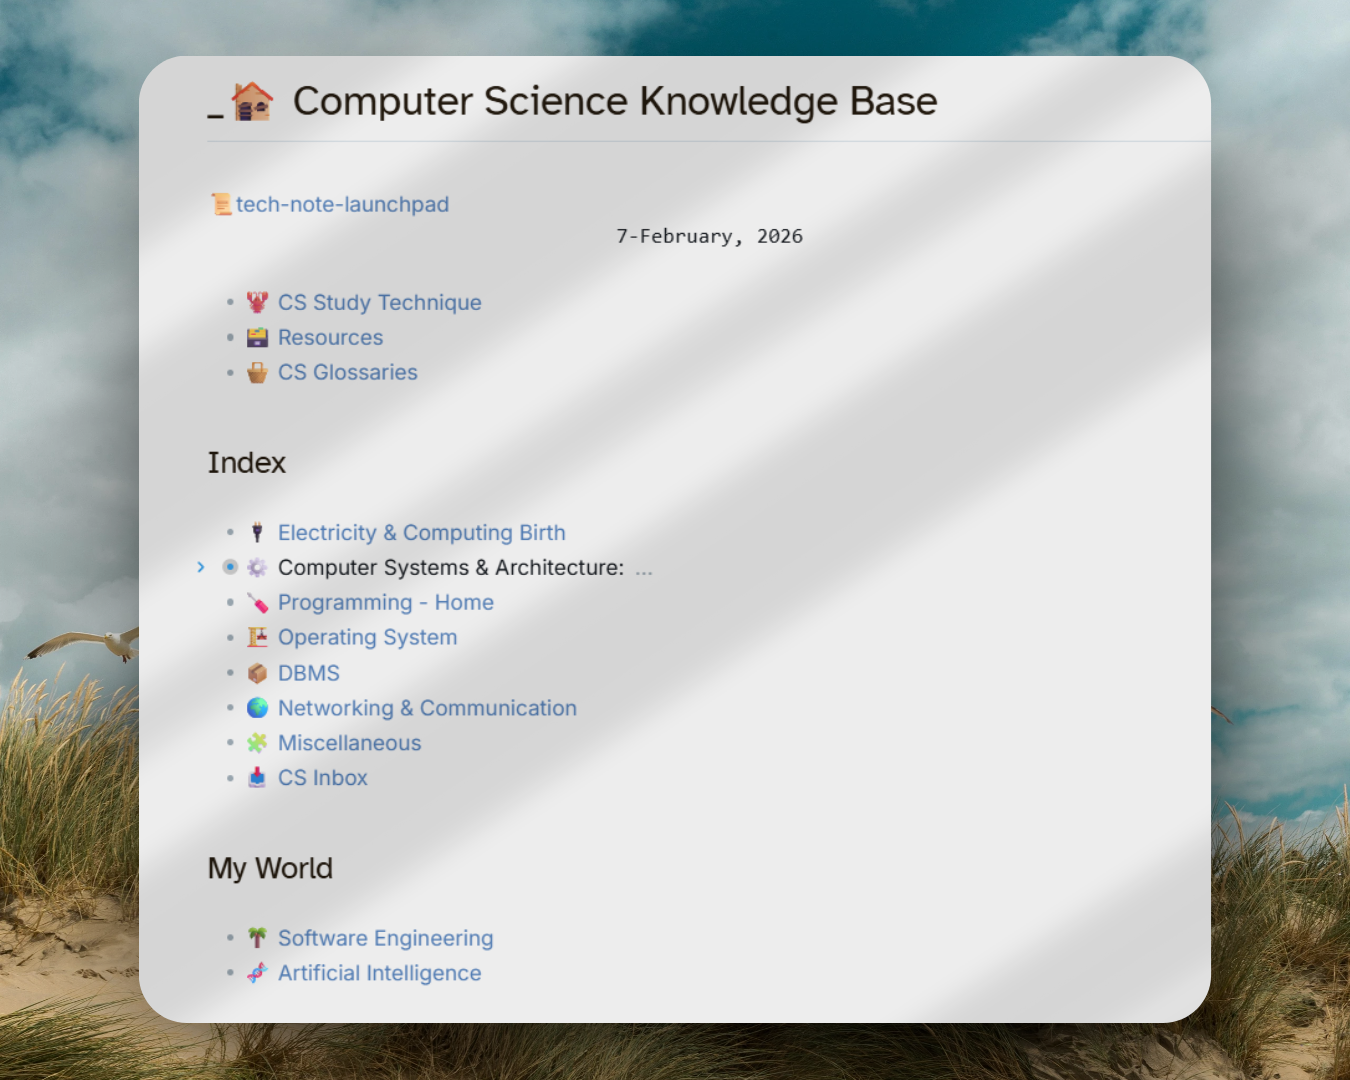 _🏠 Computer Science Knowledge Base
📜tech-note-launchpad
7-February, 2026
🦞 CS Study Technique
🗃️ Resources
🧺 CS Glossaries
Index
🔌 Electricity & Computing Birth
⚙️ Computer Systems & Architecture: ...
🪛 Programming - Home
🏗️ Operating System
📦 DBMS
🌍 Networking & Communication
🧩 Miscellaneous
📥 CS Inbox
My World
🌴 Software Engineering
🧬 Artificial Intelligence